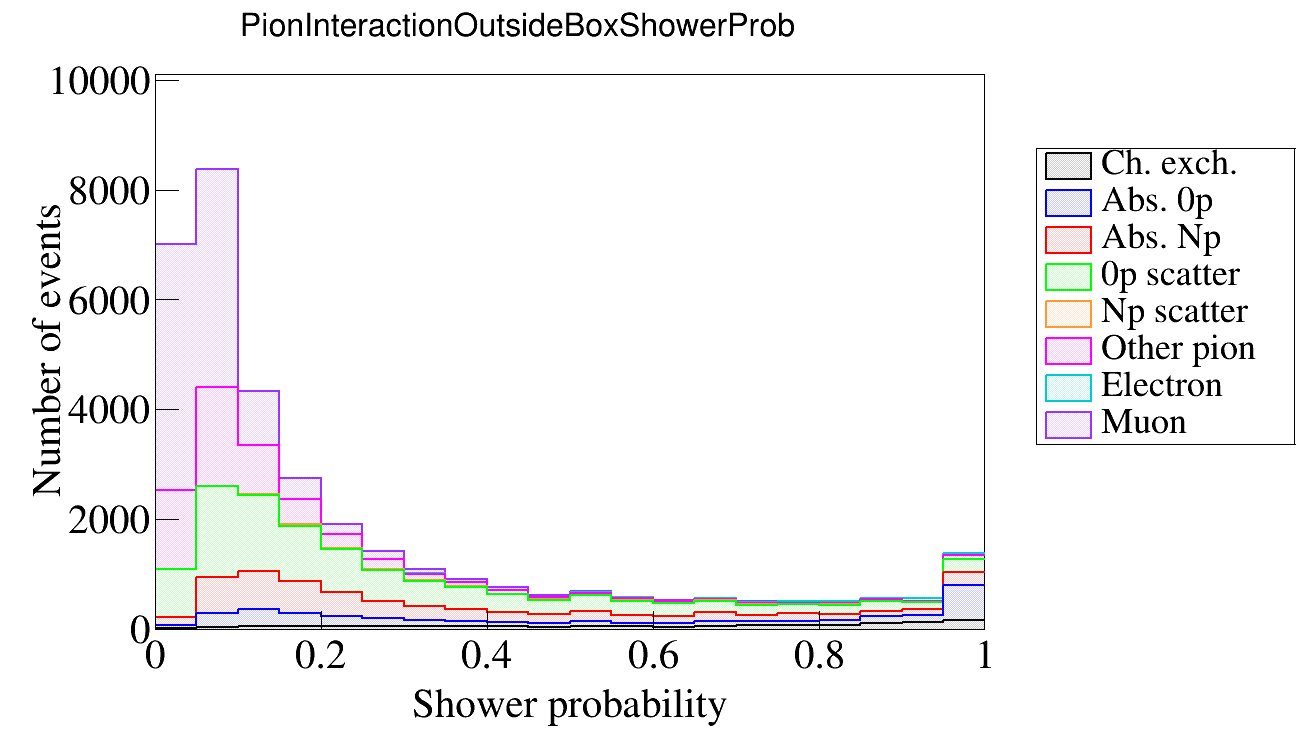 PionInteractionOutsideBoxShowerProb
10000
8000
6000
4000
2000
0
Number of events
0 0.2 0.4 0.6 0.8 1
Shower probability
Ch. exch.
Abs. 0p
Abs. Np
0p scatter
Np scatter
Other pion
Electron
Muon